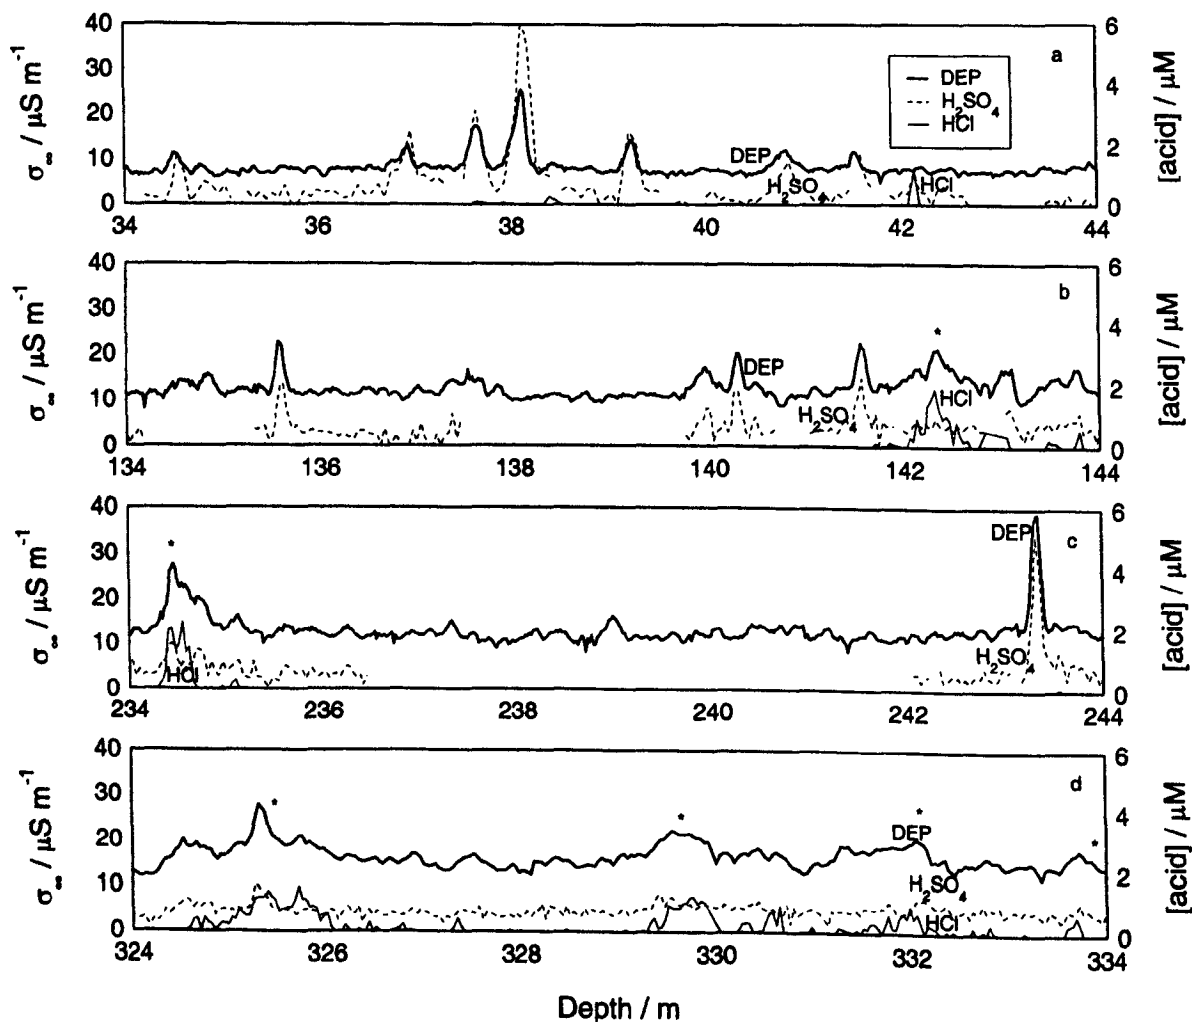 40
30
20
10
0
σ∞ / μS m⁻¹
a
DEP
H₂SO₄
HCl
DEP
H₂SO₄
HCl
6
4
2
0
[acid] / μM
34 36 38 40 42 44
40
30
20
10
0
σ∞ / μS m⁻¹
b
*
DEP
H₂SO₄
HCl
6
4
2
0
[acid] / μM
134 136 138 140 142 144
40
30
20
10
0
σ∞ / μS m⁻¹
*
HCl
DEP
c
H₂SO₄
6
4
2
0
[acid] / μM
234 236 238 240 242 244
40
30
20
10
0
σ∞ / μS m⁻¹
d
* * * *
DEP
H₂SO₄
HCl
6
4
2
0
[acid] / μM
324 326 328 330 332 334
Depth / m